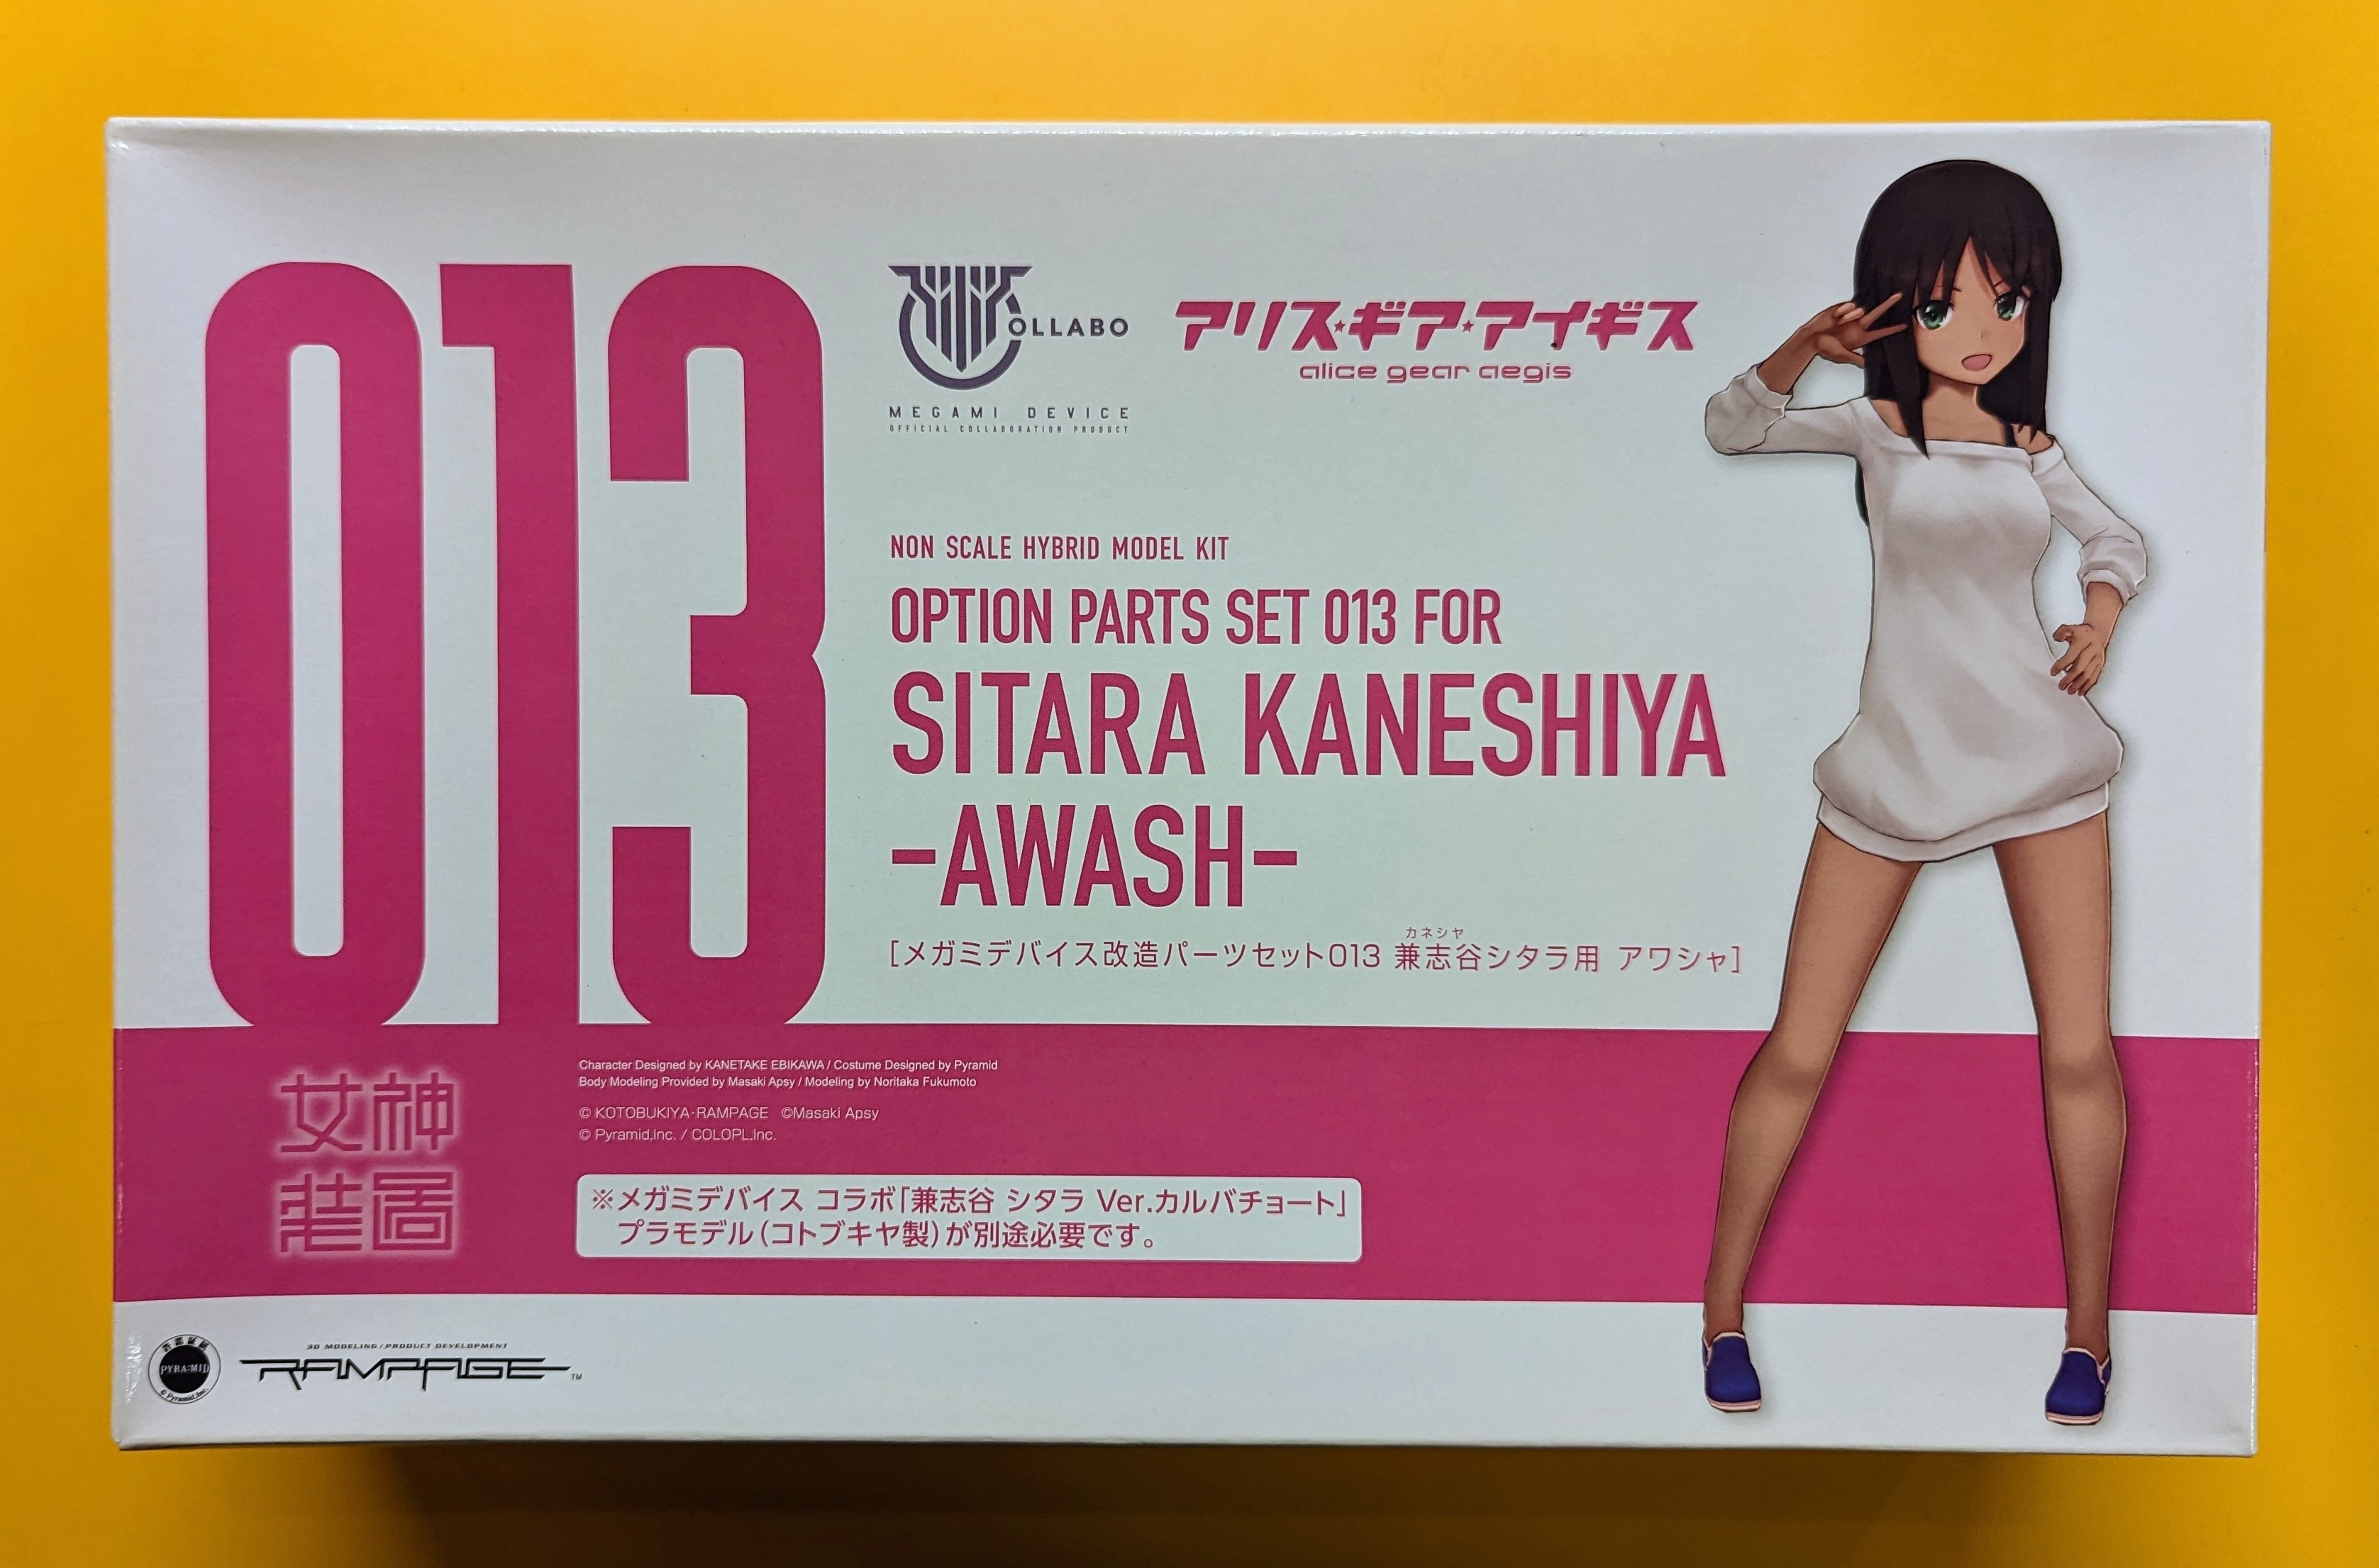 013
OLLABO
MEGAMI DEVICE
OFFICIAL COLLABORATION PRODUCT
アリス★ギア★アイギス
alice gear aegis
NON SCALE HYBRID MODEL KIT
OPTION PARTS SET 013 FOR
SITARA KANESHIYA
-AWASH-
カネシヤ
[メガミデバイス改造パーツセット013 兼志谷シタラ用 アワシャ]
女神
装図
Character Designed by KANETAKE EBIKAWA / Costume Designed by Pyramid
Body Modeling Provided by Masaki Apsy / Modeling by Noritaka Fukumoto
© KOTOBUKIYA・RAMPAGE ©Masaki Apsy
© Pyramid,Inc. / COLOPL,Inc.
※メガミデバイス コラボ「兼志谷 シタラ Ver.カルバチョート」
プラモデル(コトブキヤ製)が別途必要です。
PYRA:MID
© Pyramid,Inc.
3D MODELING / PRODUCT DEVELOPMENT
RAMPAGE TM